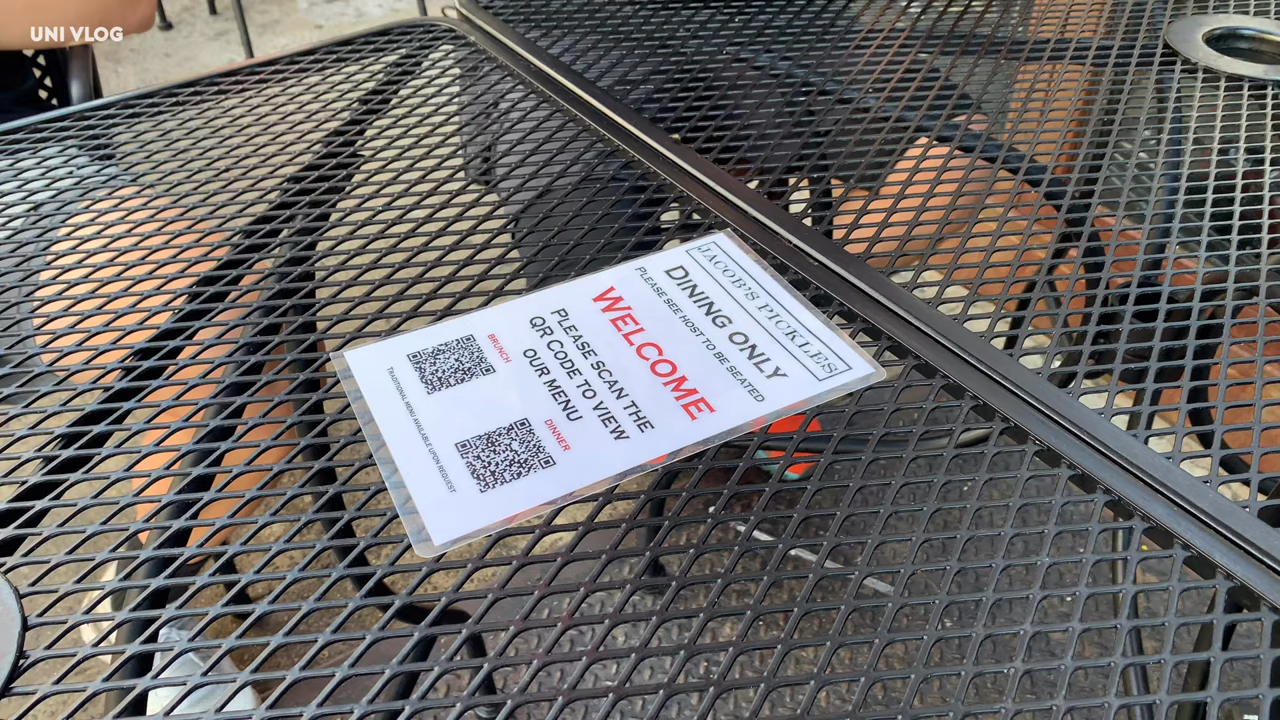 UNI VLOG
JACOB'S PICKLES
DINING ONLY
PLEASE SEE HOST TO BE SEATED
WELCOME
PLEASE SCAN THE
QR CODE TO VIEW
OUR MENU
BRUNCH
DINNER
TRADITIONAL MENU AVAILABLE UPON REQUEST